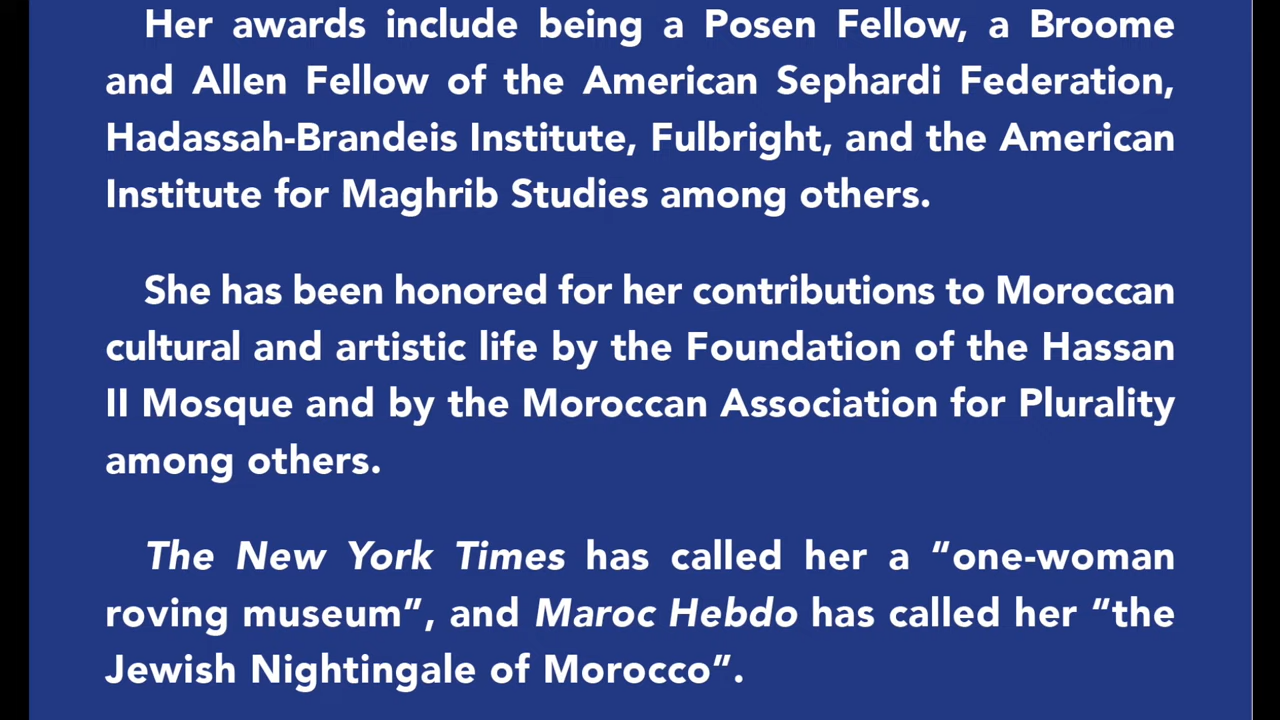 Her awards include being a Posen Fellow, a Broome
and Allen Fellow of the American Sephardi Federation,
Hadassah-Brandeis Institute, Fulbright, and the American
Institute for Maghrib Studies among others.
She has been honored for her contributions to Moroccan
cultural and artistic life by the Foundation of the Hassan
II Mosque and by the Moroccan Association for Plurality
among others.
The New York Times has called her a “one-woman
roving museum”, and Maroc Hebdo has called her “the
Jewish Nightingale of Morocco”.